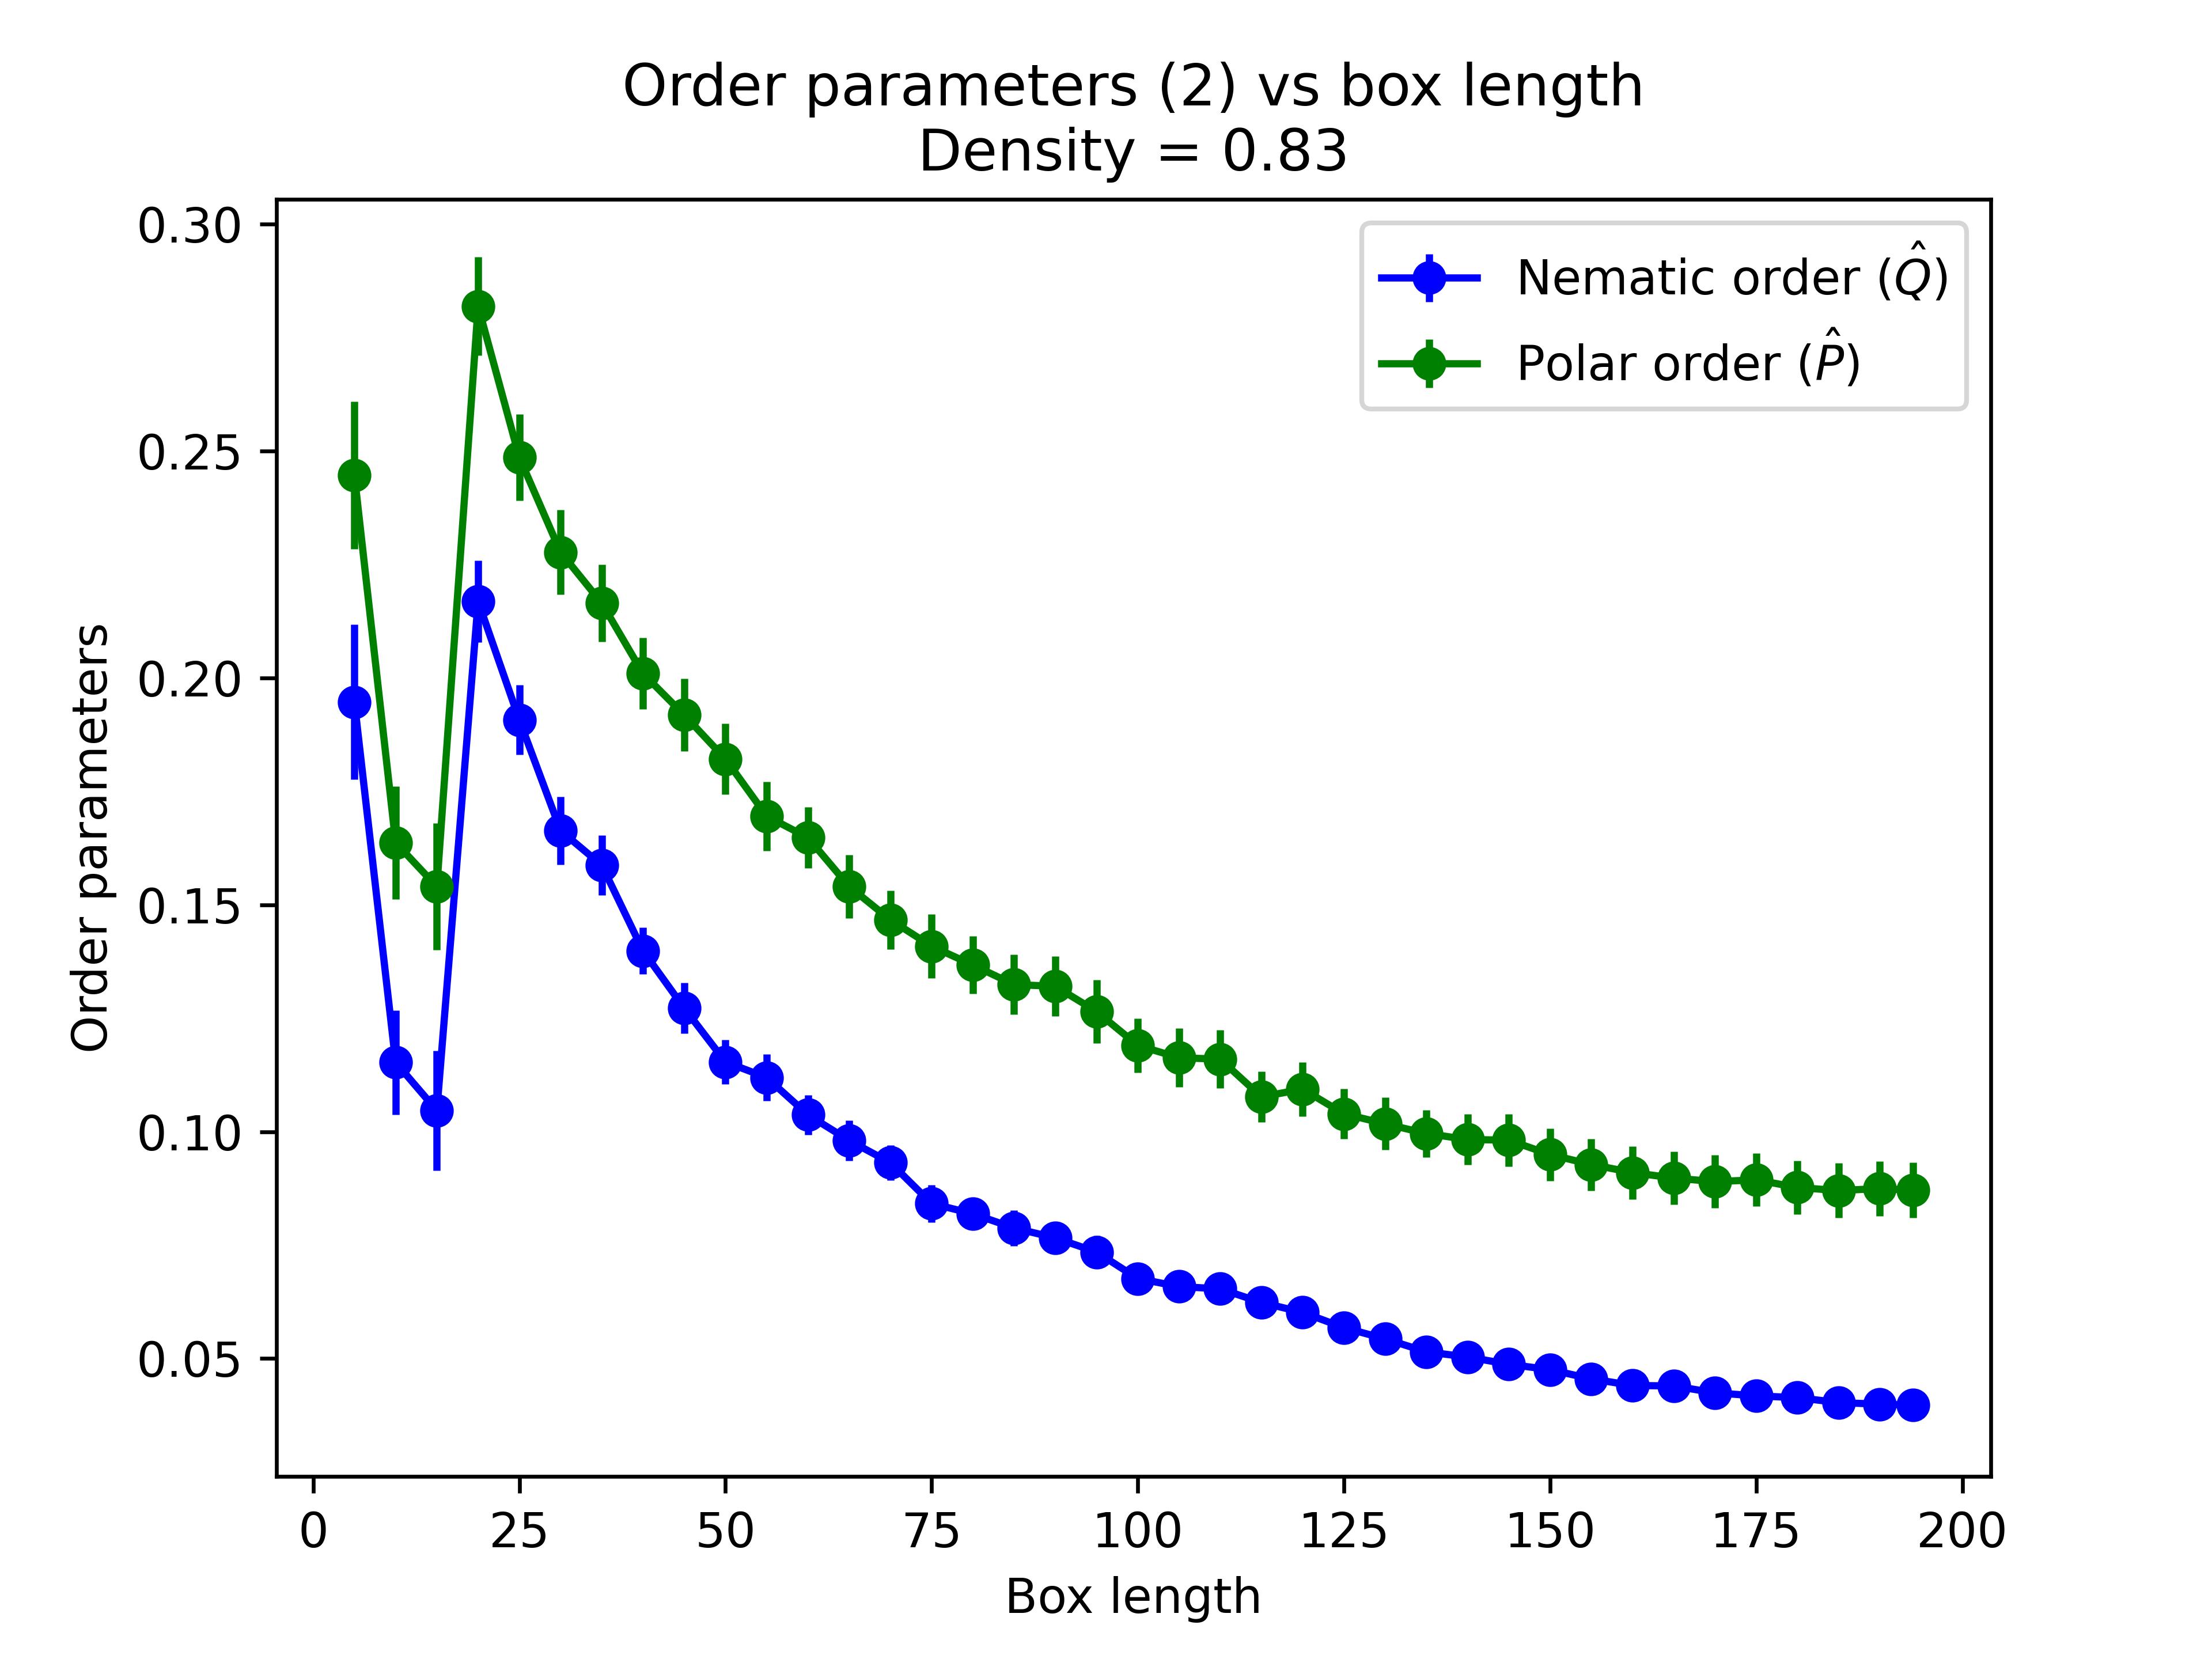 Order parameters (2) vs box length
Density = 0.83
0.30
0.25
0.20
0.15
0.10
0.05
Order parameters
Nematic order (Q̂)
Polar order (P̂)
0 25 50 75 100 125 150 175 200
Box length